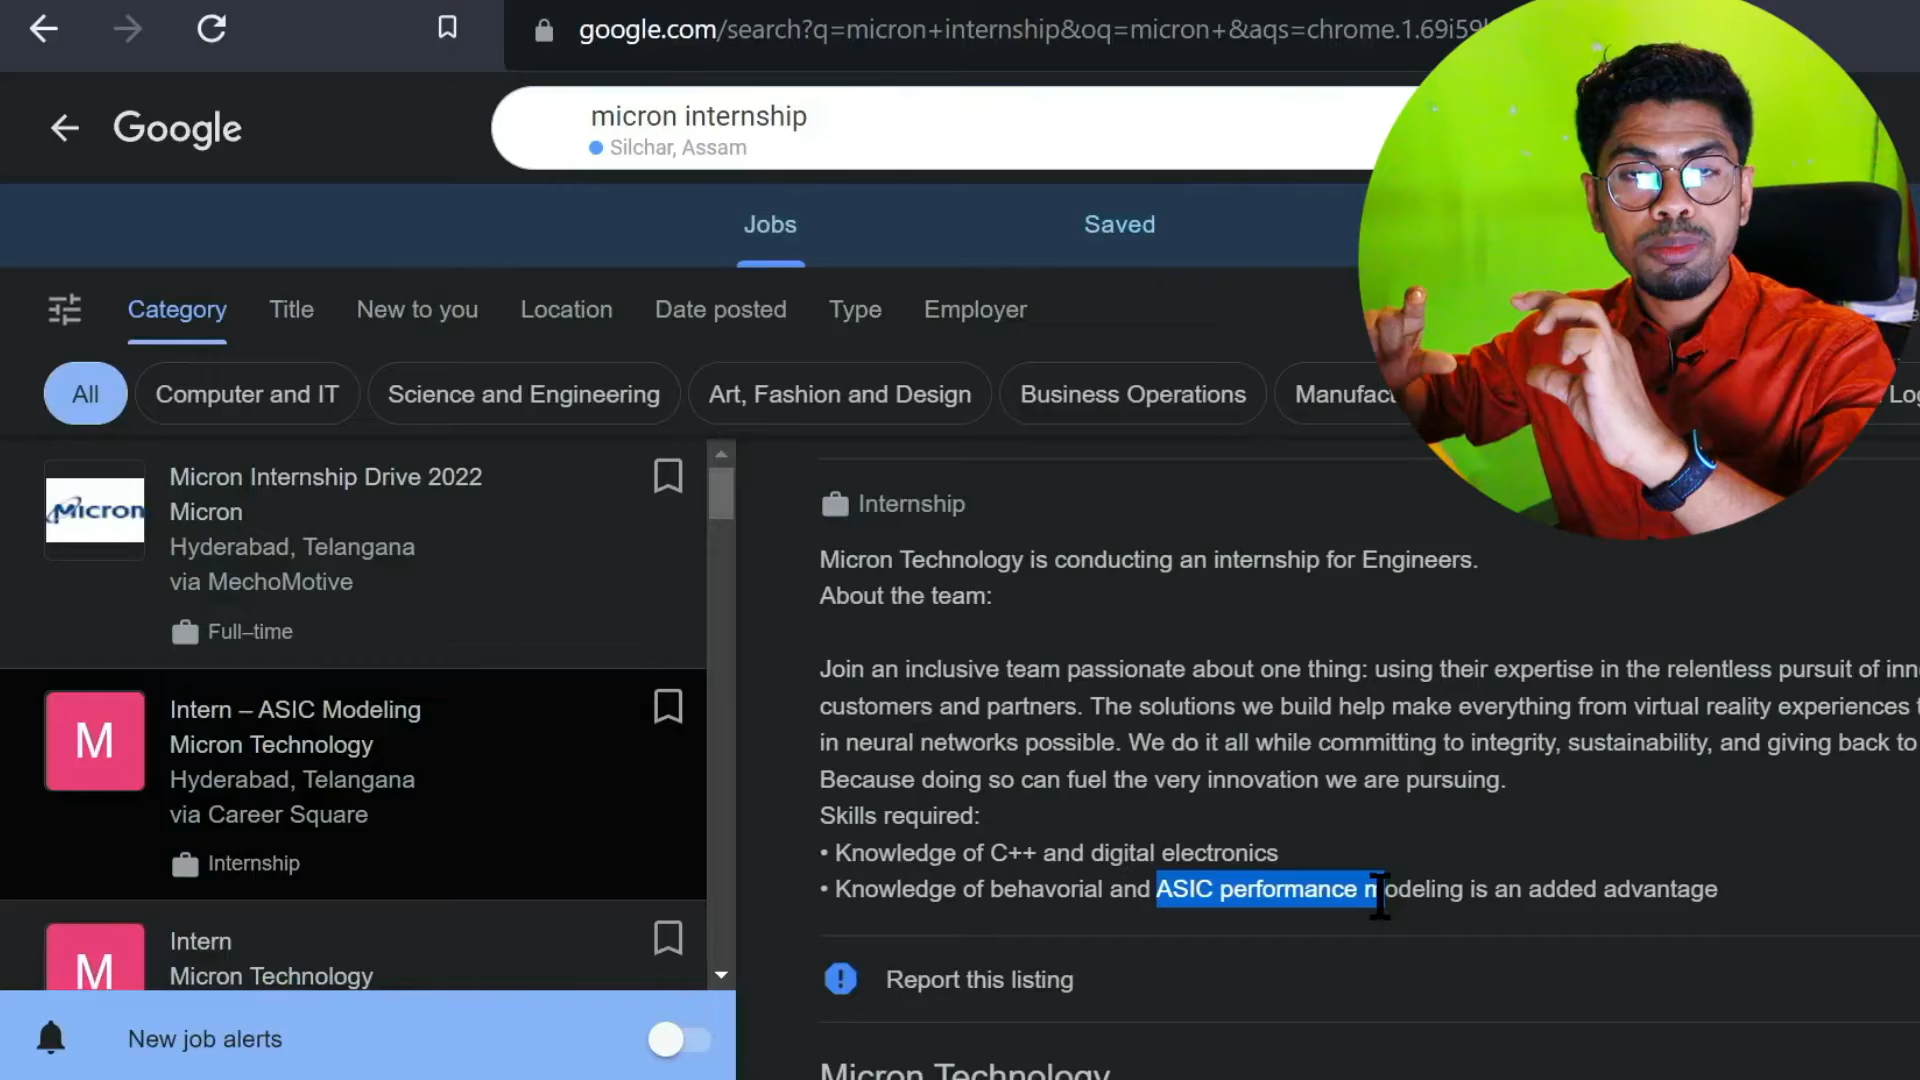 google.com/search?q=micron+internship&oq=micron+&aqs=chrome.1.69i59
Google
micron internship
Silchar, Assam
Jobs
Saved
Category
Title
New to you
Location
Date posted
Type
Employer
All
Computer and IT
Science and Engineering
Art, Fashion and Design
Business Operations
Manufac
Log
Micron
Micron Internship Drive 2022
Micron
Hyderabad, Telangana
via MechoMotive
Full–time
M
Intern – ASIC Modeling
Micron Technology
Hyderabad, Telangana
via Career Square
Internship
M
Intern
Micron Technology
New job alerts
Internship
Micron Technology is conducting an internship for Engineers.
About the team:
Join an inclusive team passionate about one thing: using their expertise in the relentless pursuit of inn
customers and partners. The solutions we build help make everything from virtual reality experiences t
in neural networks possible. We do it all while committing to integrity, sustainability, and giving back to
Because doing so can fuel the very innovation we are pursuing.
Skills required:
• Knowledge of C++ and digital electronics
• Knowledge of behavorial and ASIC performance modeling is an added advantage
Report this listing
Micron Technology